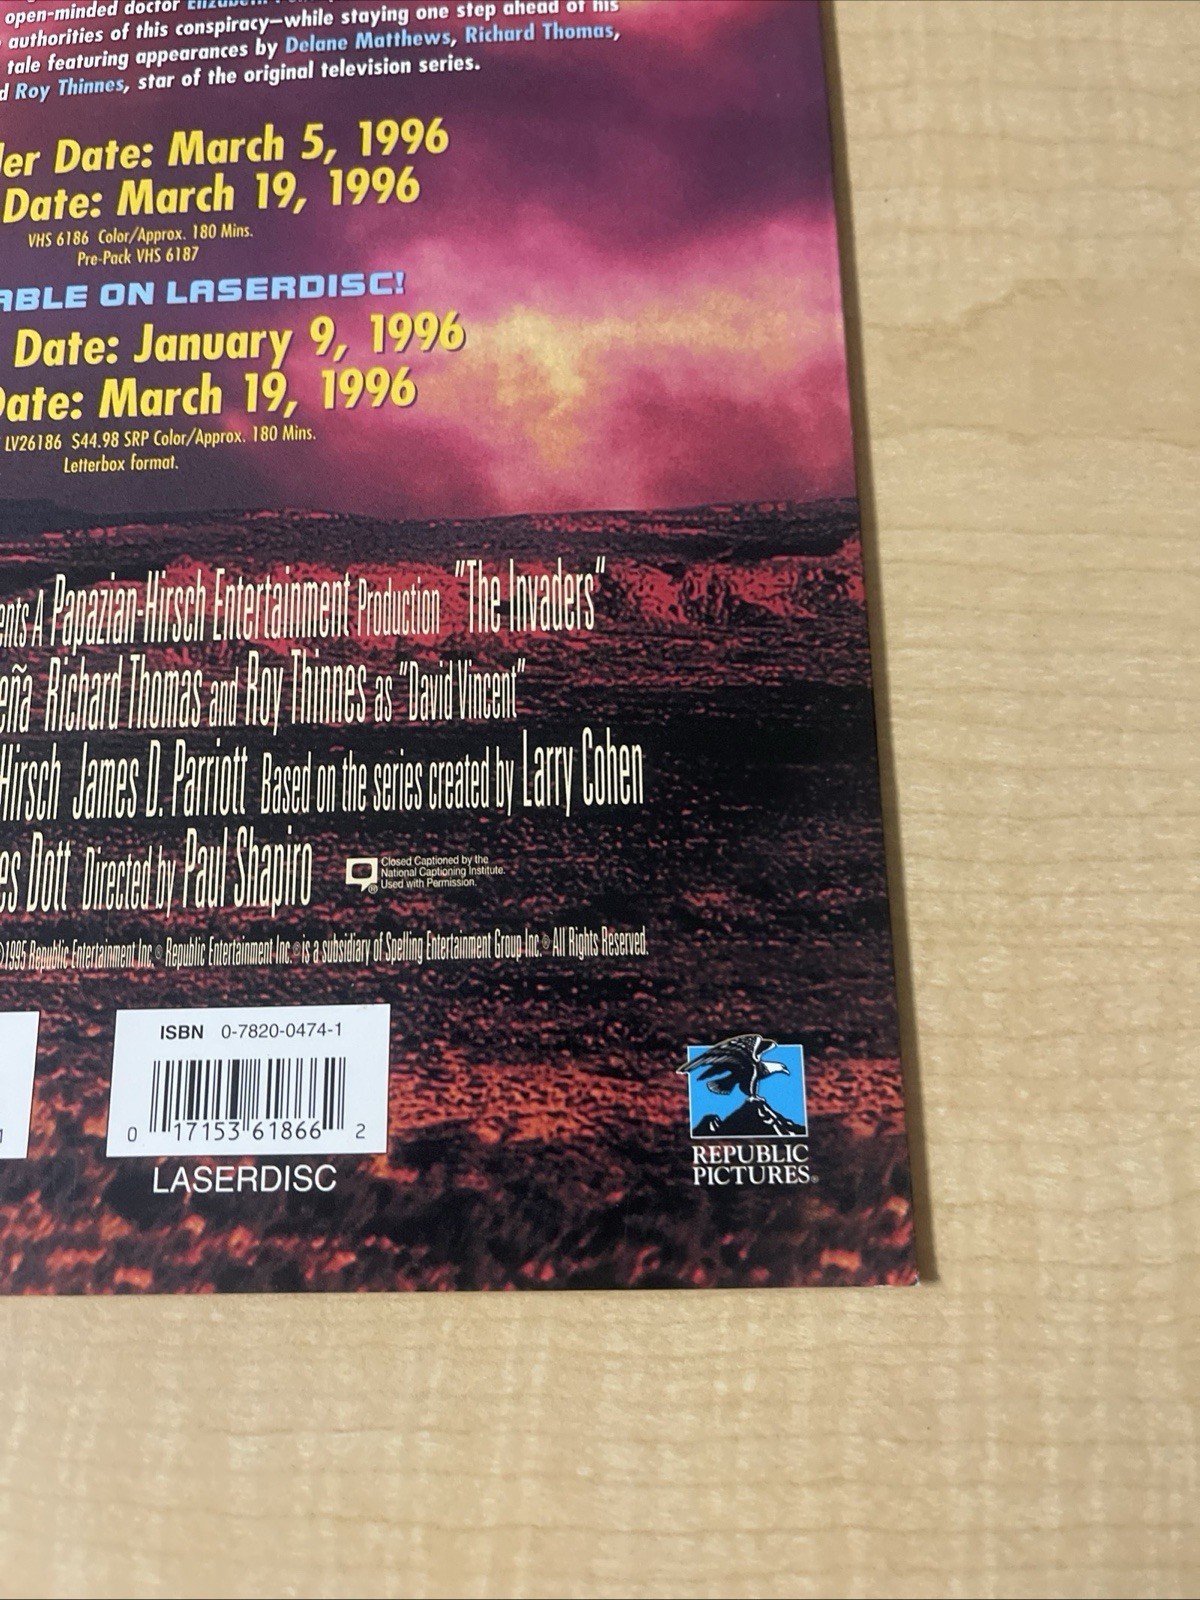 open-minded doctor
authorities of this conspiracy—while staying one step ahead of his
tale featuring appearances by Delane Matthews, Richard Thomas,
Roy Thinnes, star of the original television series.
Date: March 5, 1996
Date: March 19, 1996
VHS 6186 Color/Approx. 180 Mins.
Pre-Pack VHS 6187
ABLE ON LASERDISC!
Date: January 9, 1996
Date: March 19, 1996
LV26186 $44.98 SRP Color/Approx. 180 Mins.
Letterbox format.
ents A Papazian-Hirsch Entertainment Production "The Invaders"
eña Richard Thomas and Roy Thinnes as "David Vincent"
Hirsch James D. Parriott Based on the series created by Larry Cohen
es Dott Directed by Paul Shapiro
Closed Captioned by the
National Captioning Institute.
Used with Permission.
©1995 Republic Entertainment Inc.® Republic Entertainment Inc.® is a subsidiary of Spelling Entertainment Group Inc.® All Rights Reserved.
ISBN 0-7820-0474-1
0 17153 61866 2
LASERDISC
REPUBLIC
PICTURES®